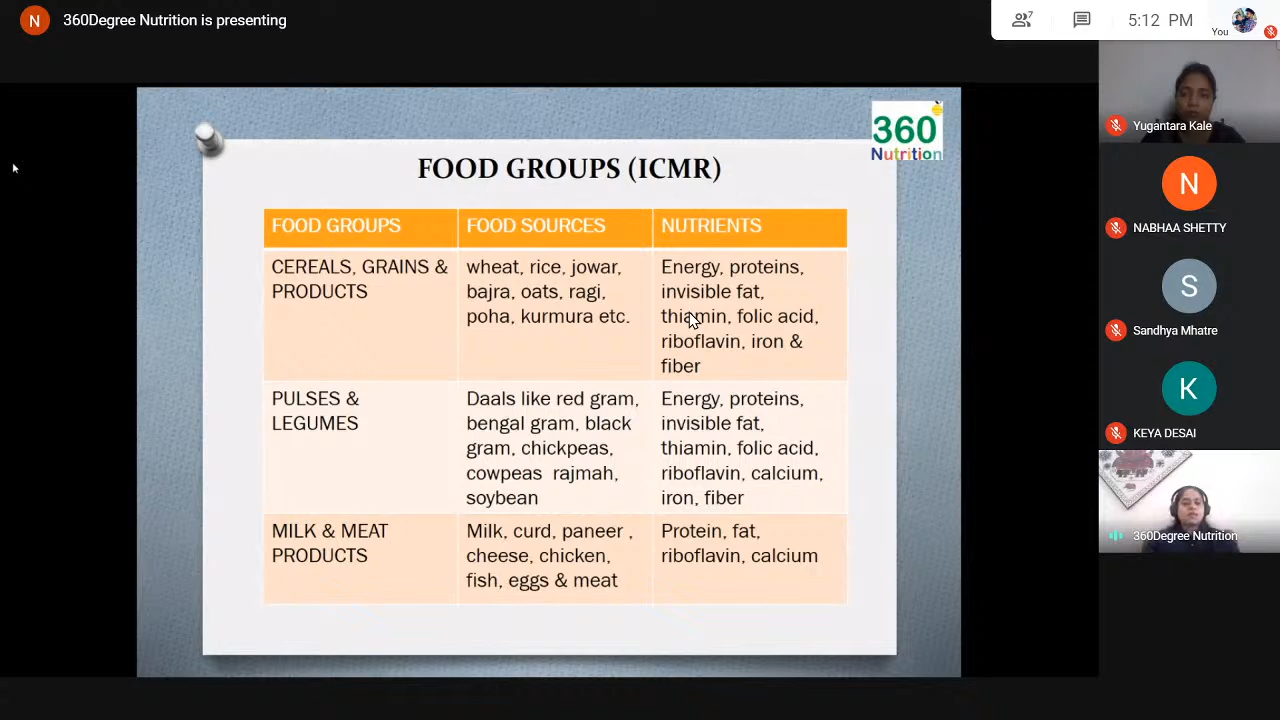 N
360Degree Nutrition is presenting
7
5:12 PM
You
360
Nutrition
FOOD GROUPS (ICMR)
FOOD GROUPS
FOOD SOURCES
NUTRIENTS
CEREALS, GRAINS &
PRODUCTS
wheat, rice, jowar,
bajra, oats, ragi,
poha, kurmura etc.
Energy, proteins,
invisible fat,
thiamin, folic acid,
riboflavin, iron &
fiber
PULSES &
LEGUMES
Daals like red gram,
bengal gram, black
gram, chickpeas,
cowpeas rajmah,
soybean
Energy, proteins,
invisible fat,
thiamin, folic acid,
riboflavin, calcium,
iron, fiber
MILK & MEAT
PRODUCTS
Milk, curd, paneer ,
cheese, chicken,
fish, eggs & meat
Protein, fat,
riboflavin, calcium
Yugantara Kale
N
NABHAA SHETTY
S
Sandhya Mhatre
K
KEYA DESAI
360Degree Nutrition